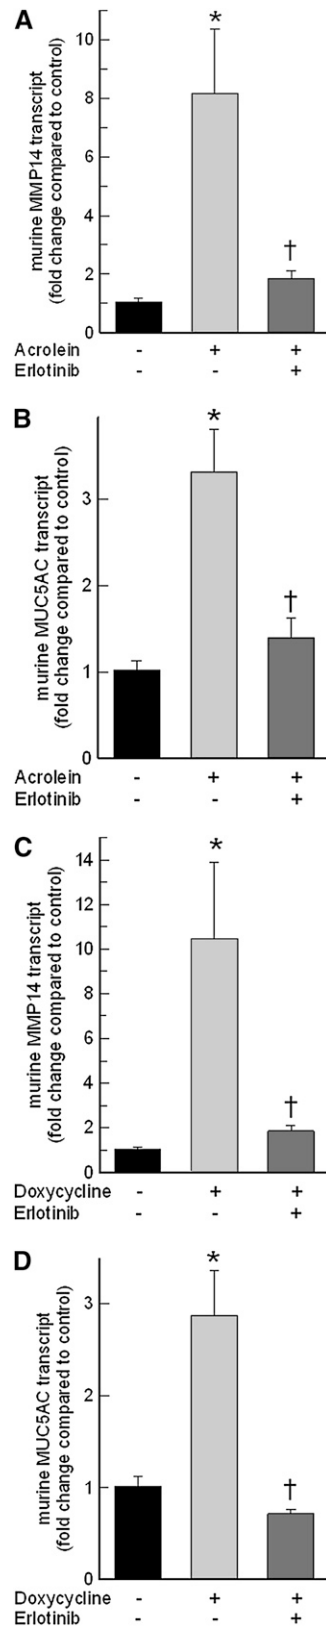 A
murine MMP14 transcript
(fold change compared to control)
10
8
6
4
2
0
*
†
Acrolein - + +
Erlotinib - - +
B
murine MUC5AC transcript
(fold change compared to control)
3
2
1
0
*
†
Acrolein - + +
Erlotinib - - +
C
murine MMP14 transcript
(fold change compared to control)
14
12
10
8
6
4
2
0
*
†
Doxycycline - + +
Erlotinib - - +
D
murine MUC5AC transcript
(fold change compared to control)
3
2
1
0
*
†
Doxycycline - + +
Erlotinib - - +